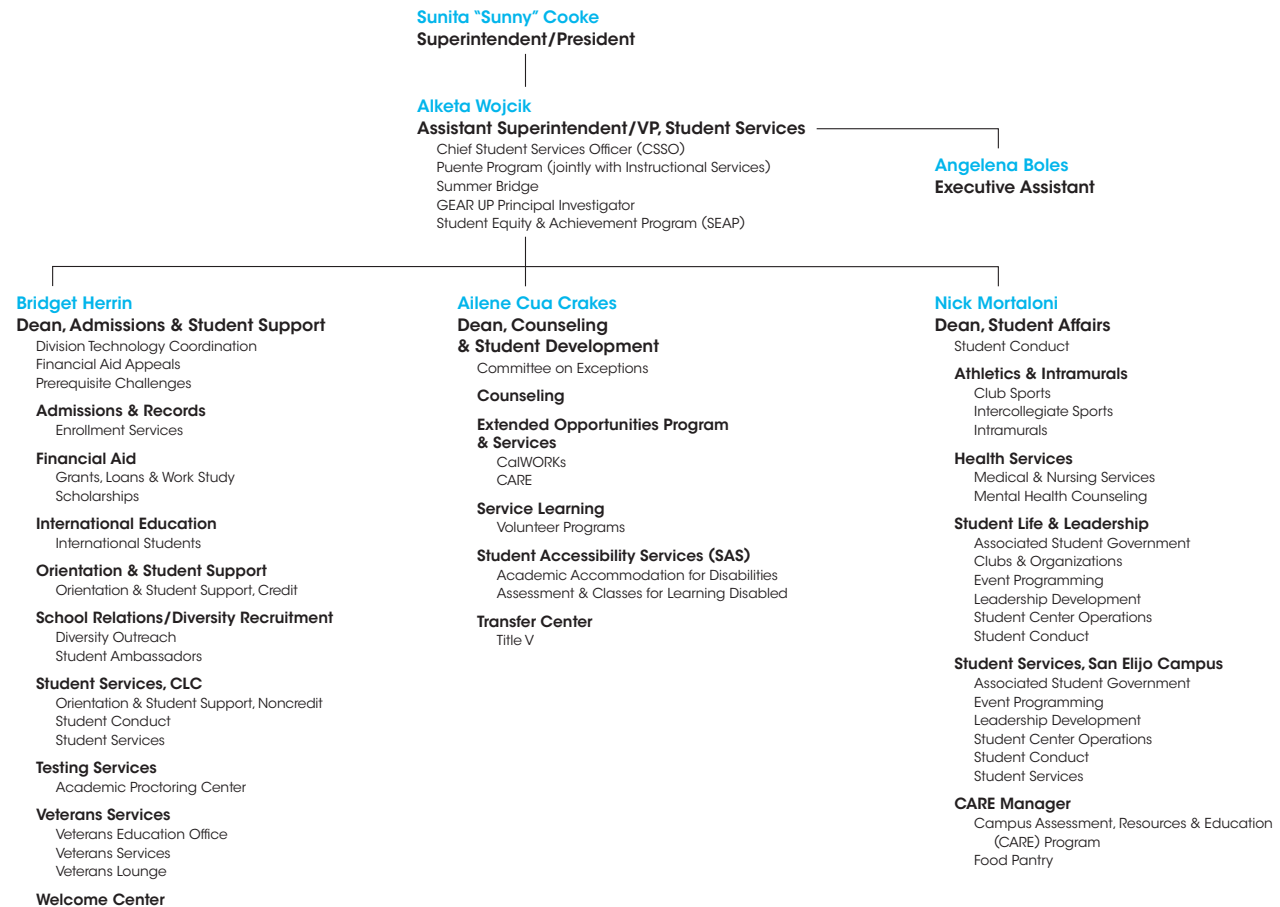 Sunita “Sunny” Cooke
Superintendent/President
Alketa Wojcik
Assistant Superintendent/VP, Student Services
Chief Student Services Officer (CSSO)
Puente Program (jointly with Instructional Services)
Summer Bridge
GEAR UP Principal Investigator
Student Equity & Achievement Program (SEAP)
Angelena Boles
Executive Assistant
Bridget Herrin
Dean, Admissions & Student Support
Division Technology Coordination
Financial Aid Appeals
Prerequisite Challenges
Admissions & Records
Enrollment Services
Financial Aid
Grants, Loans & Work Study
Scholarships
International Education
International Students
Orientation & Student Support
Orientation & Student Support, Credit
School Relations/Diversity Recruitment
Diversity Outreach
Student Ambassadors
Student Services, CLC
Orientation & Student Support, Noncredit
Student Conduct
Student Services
Testing Services
Academic Proctoring Center
Veterans Services
Veterans Education Office
Veterans Services
Veterans Lounge
Welcome Center
Ailene Cua Crakes
Dean, Counseling
& Student Development
Committee on Exceptions
Counseling
Extended Opportunities Program
& Services
CalWORKs
CARE
Service Learning
Volunteer Programs
Student Accessibility Services (SAS)
Academic Accommodation for Disabilities
Assessment & Classes for Learning Disabled
Transfer Center
Title V
Nick Mortaloni
Dean, Student Affairs
Student Conduct
Athletics & Intramurals
Club Sports
Intercollegiate Sports
Intramurals
Health Services
Medical & Nursing Services
Mental Health Counseling
Student Life & Leadership
Associated Student Government
Clubs & Organizations
Event Programming
Leadership Development
Student Center Operations
Student Conduct
Student Services, San Elijo Campus
Associated Student Government
Event Programming
Leadership Development
Student Center Operations
Student Conduct
Student Services
CARE Manager
Campus Assessment, Resources & Education
(CARE) Program
Food Pantry